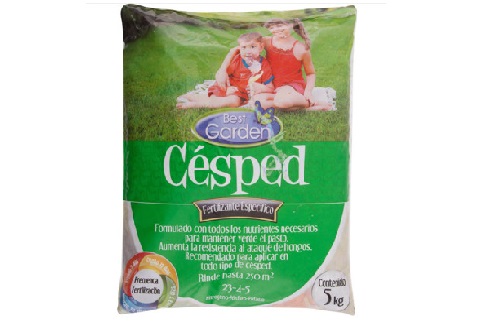 Best
Garden
Césped
Fertilizante Específico
Formulado con todos los nutrientes necesarios
para mantener verde el pasto.
Aumenta la resistencia al ataque de hongos.
Recomendado para aplicar en
todo tipo de césped.
Rinde hasta 250 m²
23-4-5
Primavera
Fertilización
Contenido
5 kg